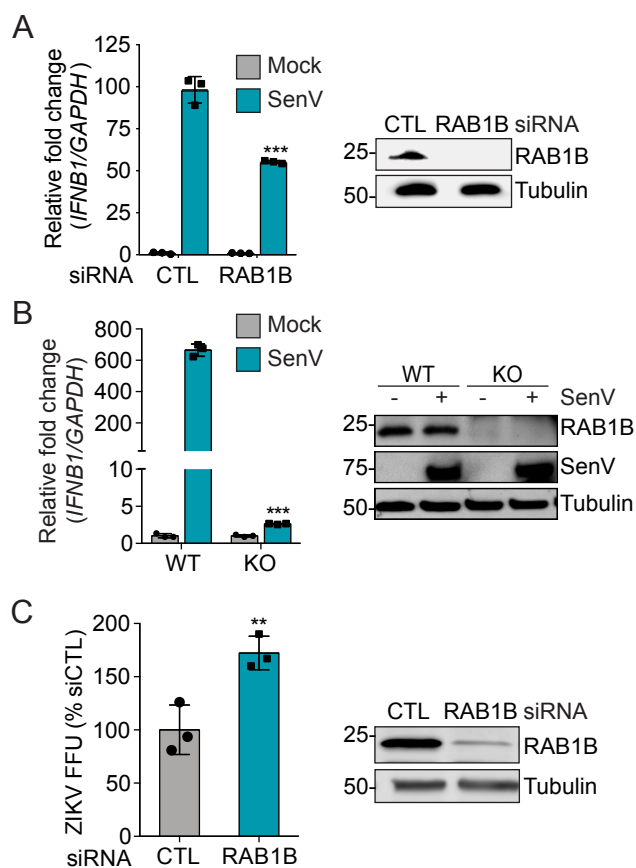 A
Relative fold change
(IFNB1/GAPDH)
125
100
75
50
25
0
Mock
SenV
***
siRNA CTL RAB1B
CTL RAB1B siRNA
25 RAB1B
50 Tubulin
B
Relative fold change
(IFNB1/GAPDH)
800
600
400
200
10
5
0
Mock
SenV
***
WT KO
WT KO
- + - + SenV
25 RAB1B
75 SenV
50 Tubulin
C
ZIKV FFU (% siCTL)
200
150
100
50
0
**
siRNA CTL RAB1B
CTL RAB1B siRNA
25 RAB1B
50 Tubulin